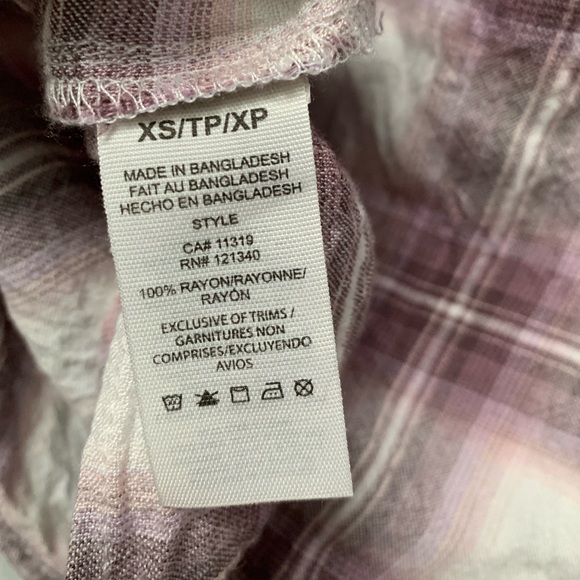 XS/TP/XP
MADE IN BANGLADESH
FAIT AU BANGLADESH
HECHO EN BANGLADESH
STYLE
CA# 11319
RN# 121340
100% RAYON/RAYONNE/
RAYÓN
EXCLUSIVE OF TRIMS /
GARNITURES NON
COMPRISES/EXCLUYENDO
AVIOS